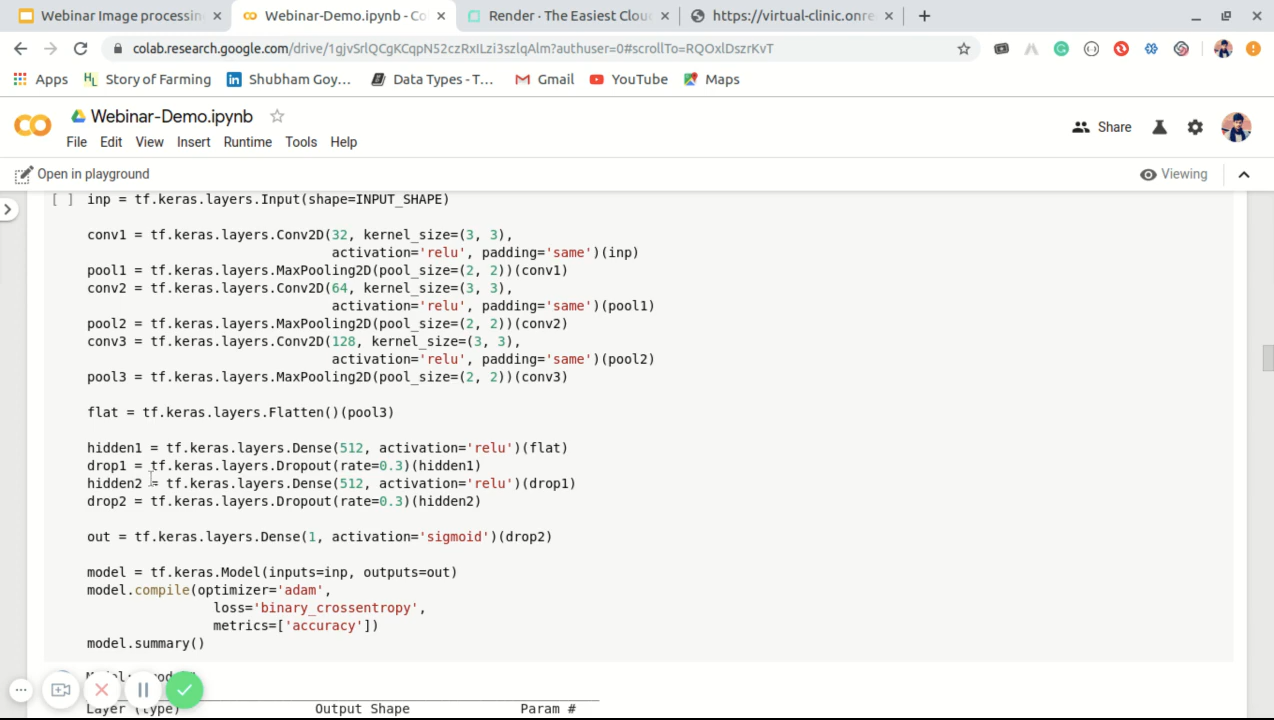 Webinar Image processin
Webinar-Demo.ipynb - Co
Render · The Easiest Clou
https://virtual-clinic.onre
colab.research.google.com/drive/1gjvSrlQCgKCqpN52czRxILzi3szlqAlm?authuser=0#scrollTo=RQOxlDszrKvT
Apps
HL Story of Farming
in Shubham Goy...
Data Types - T...
Gmail
YouTube
Maps
Webinar-Demo.ipynb
Share
File Edit View Insert Runtime Tools Help
Open in playground
Viewing
[ ] inp = tf.keras.layers.Input(shape=INPUT_SHAPE)
conv1 = tf.keras.layers.Conv2D(32, kernel_size=(3, 3),
activation='relu', padding='same')(inp)
pool1 = tf.keras.layers.MaxPooling2D(pool_size=(2, 2))(conv1)
conv2 = tf.keras.layers.Conv2D(64, kernel_size=(3, 3),
activation='relu', padding='same')(pool1)
pool2 = tf.keras.layers.MaxPooling2D(pool_size=(2, 2))(conv2)
conv3 = tf.keras.layers.Conv2D(128, kernel_size=(3, 3),
activation='relu', padding='same')(pool2)
pool3 = tf.keras.layers.MaxPooling2D(pool_size=(2, 2))(conv3)
flat = tf.keras.layers.Flatten()(pool3)
hidden1 = tf.keras.layers.Dense(512, activation='relu')(flat)
drop1 = tf.keras.layers.Dropout(rate=0.3)(hidden1)
hidden2 = tf.keras.layers.Dense(512, activation='relu')(drop1)
drop2 = tf.keras.layers.Dropout(rate=0.3)(hidden2)
out = tf.keras.layers.Dense(1, activation='sigmoid')(drop2)
model = tf.keras.Model(inputs=inp, outputs=out)
model.compile(optimizer='adam',
loss='binary_crossentropy',
metrics=['accuracy'])
model.summary()
Layer (type) Output Shape Param #